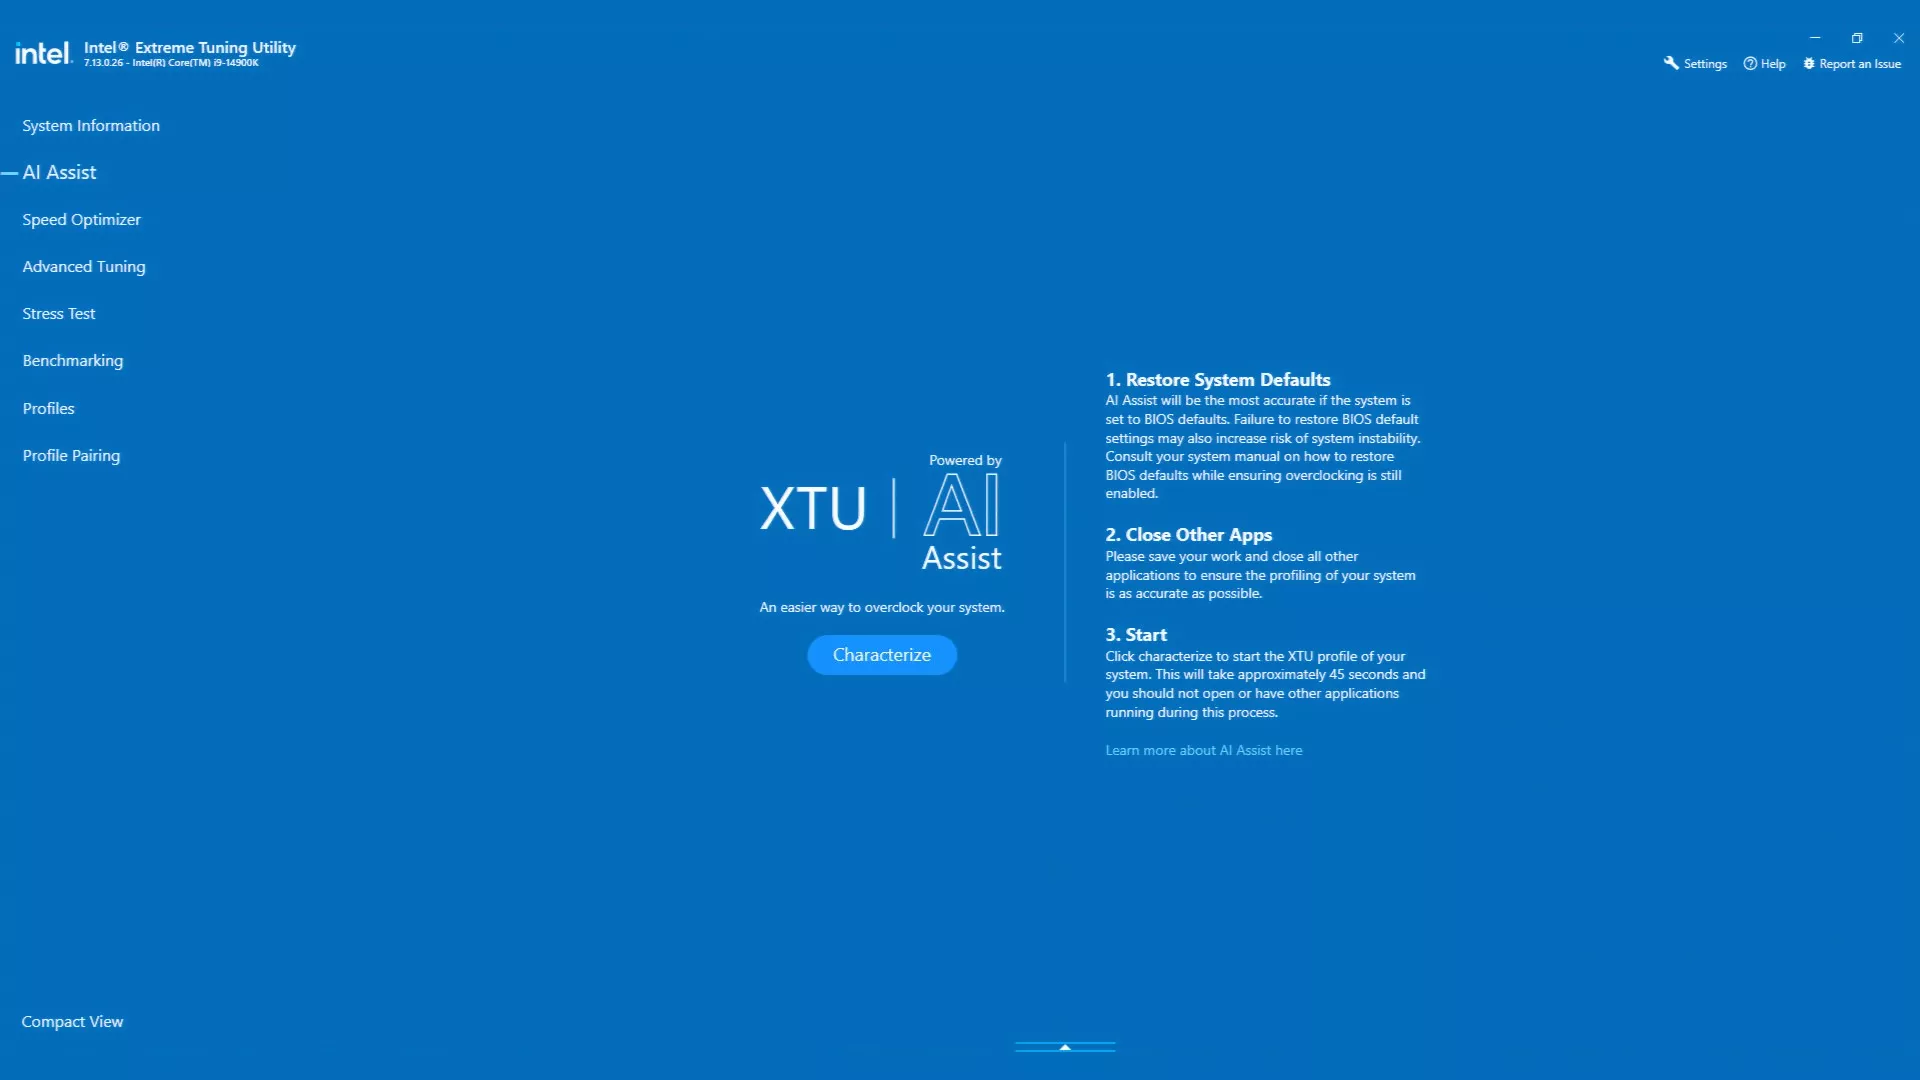 intel.
Intel® Extreme Tuning Utility
7.13.0.26 - Intel(R) Core(TM) i9-14900K
Settings
Help
Report an Issue
System Information
AI Assist
Speed Optimizer
Advanced Tuning
Stress Test
Benchmarking
Profiles
Profile Pairing
Powered by
XTU | AI
Assist
An easier way to overclock your system.
Characterize
1. Restore System Defaults
AI Assist will be the most accurate if the system is
set to BIOS defaults. Failure to restore BIOS default
settings may also increase risk of system instability.
Consult your system manual on how to restore
BIOS defaults while ensuring overclocking is still
enabled.
2. Close Other Apps
Please save your work and close all other
applications to ensure the profiling of your system
is as accurate as possible.
3. Start
Click characterize to start the XTU profile of your
system. This will take approximately 45 seconds and
you should not open or have other applications
running during this process.
Learn more about AI Assist here
Compact View